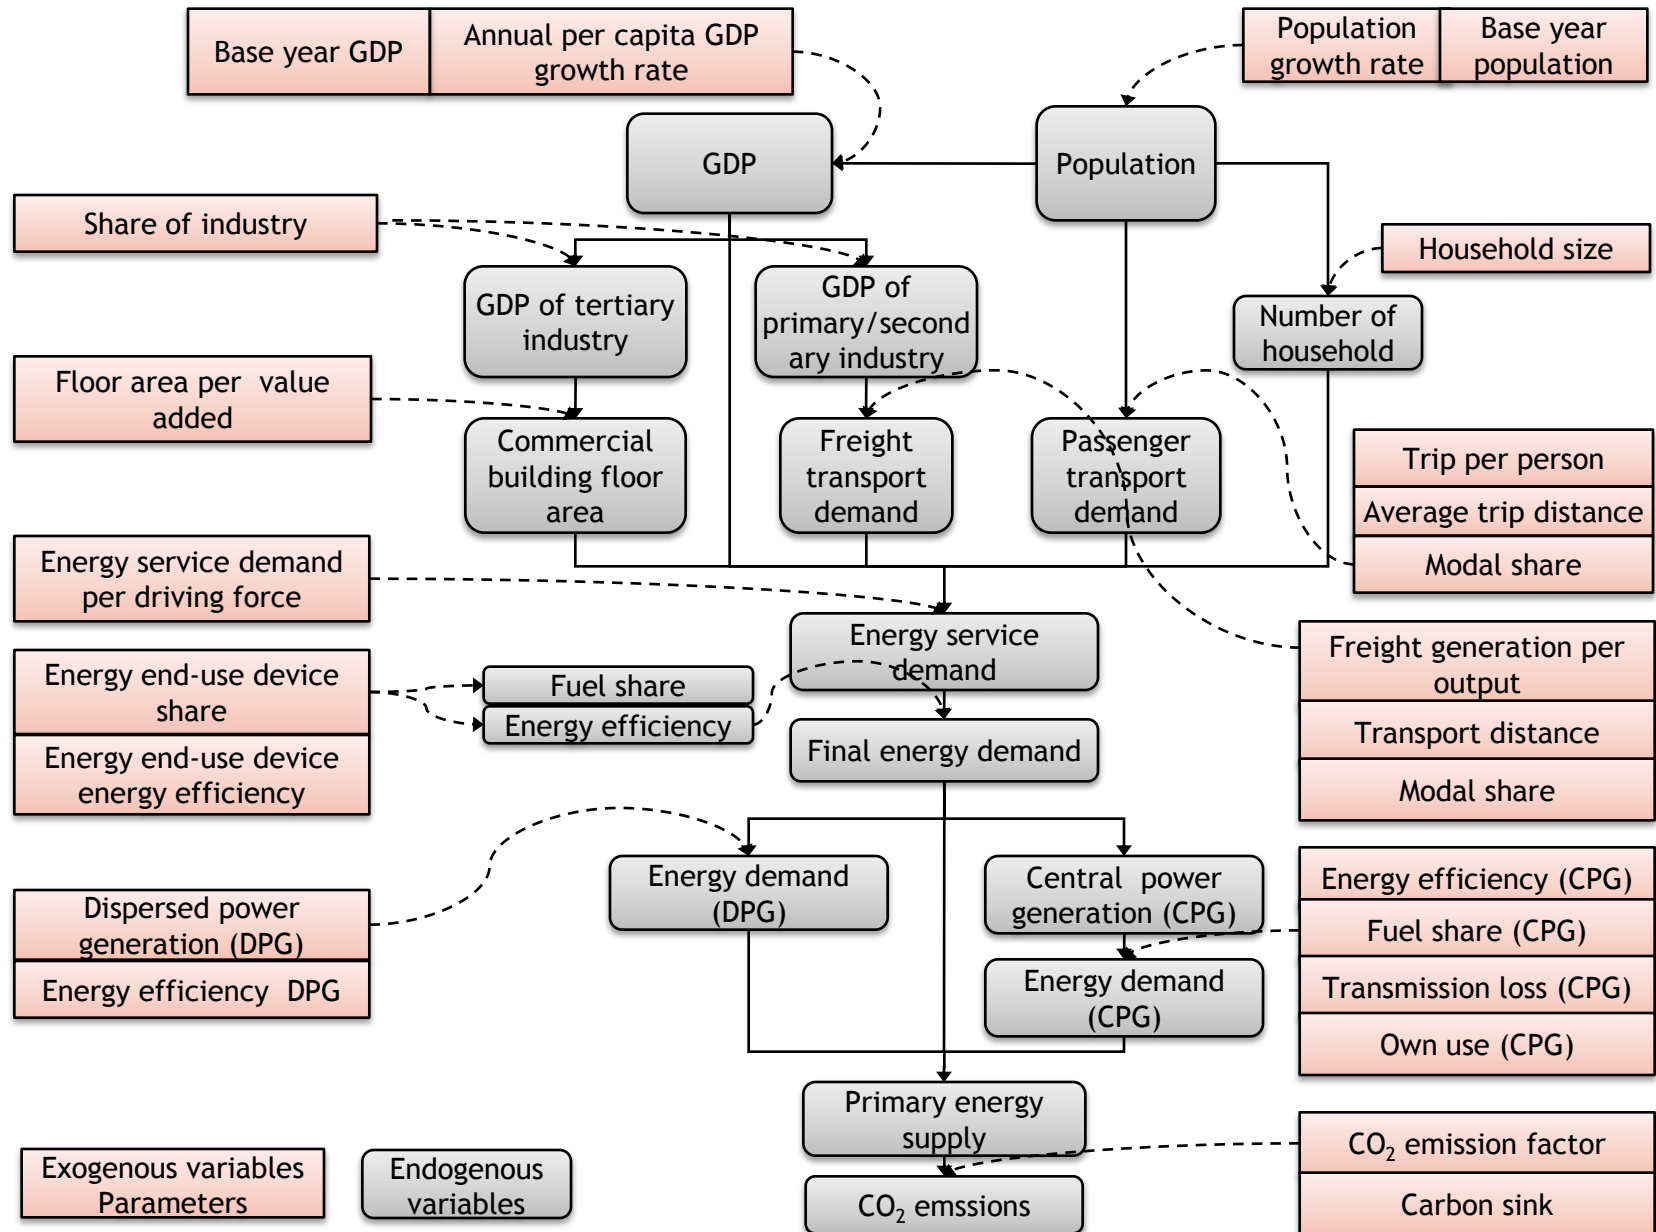 Base year GDP
Annual per capita GDP
growth rate
Population
growth rate
Base year
population
GDP
Population
Share of industry
Household size
GDP of tertiary
industry
GDP of
primary/second
ary industry
Number of
household
Floor area per value
added
Commercial
building floor
area
Freight
transport
demand
Passenger
transport
demand
Trip per person
Average trip distance
Modal share
Energy service demand
per driving force
Energy service
demand
Freight generation per
output
Transport distance
Modal share
Energy end-use device
share
Energy end-use device
energy efficiency
Fuel share
Energy efficiency
Final energy demand
Energy demand
(DPG)
Central power
generation (CPG)
Energy efficiency (CPG)
Fuel share (CPG)
Transmission loss (CPG)
Own use (CPG)
Dispersed power
generation (DPG)
Energy efficiency DPG
Energy demand
(CPG)
Primary energy
supply
CO₂ emssions
CO₂ emission factor
Carbon sink
Exogenous variables
Parameters
Endogenous
variables